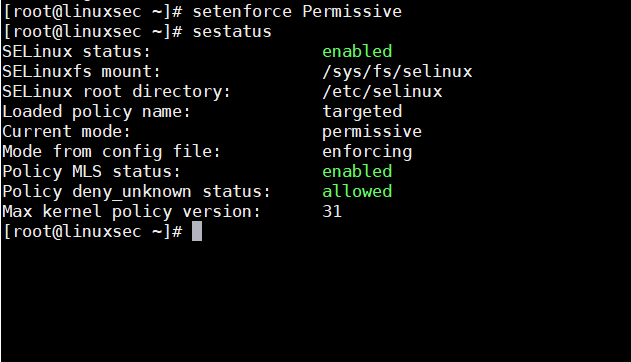 [root@linuxsec ~]# setenforce Permissive
[root@linuxsec ~]# sestatus
SELinux status:                 enabled
SELinuxfs mount:                /sys/fs/selinux
SELinux root directory:         /etc/selinux
Loaded policy name:             targeted
Current mode:                   permissive
Mode from config file:          enforcing
Policy MLS status:              enabled
Policy deny_unknown status:     allowed
Max kernel policy version:      31
[root@linuxsec ~]#